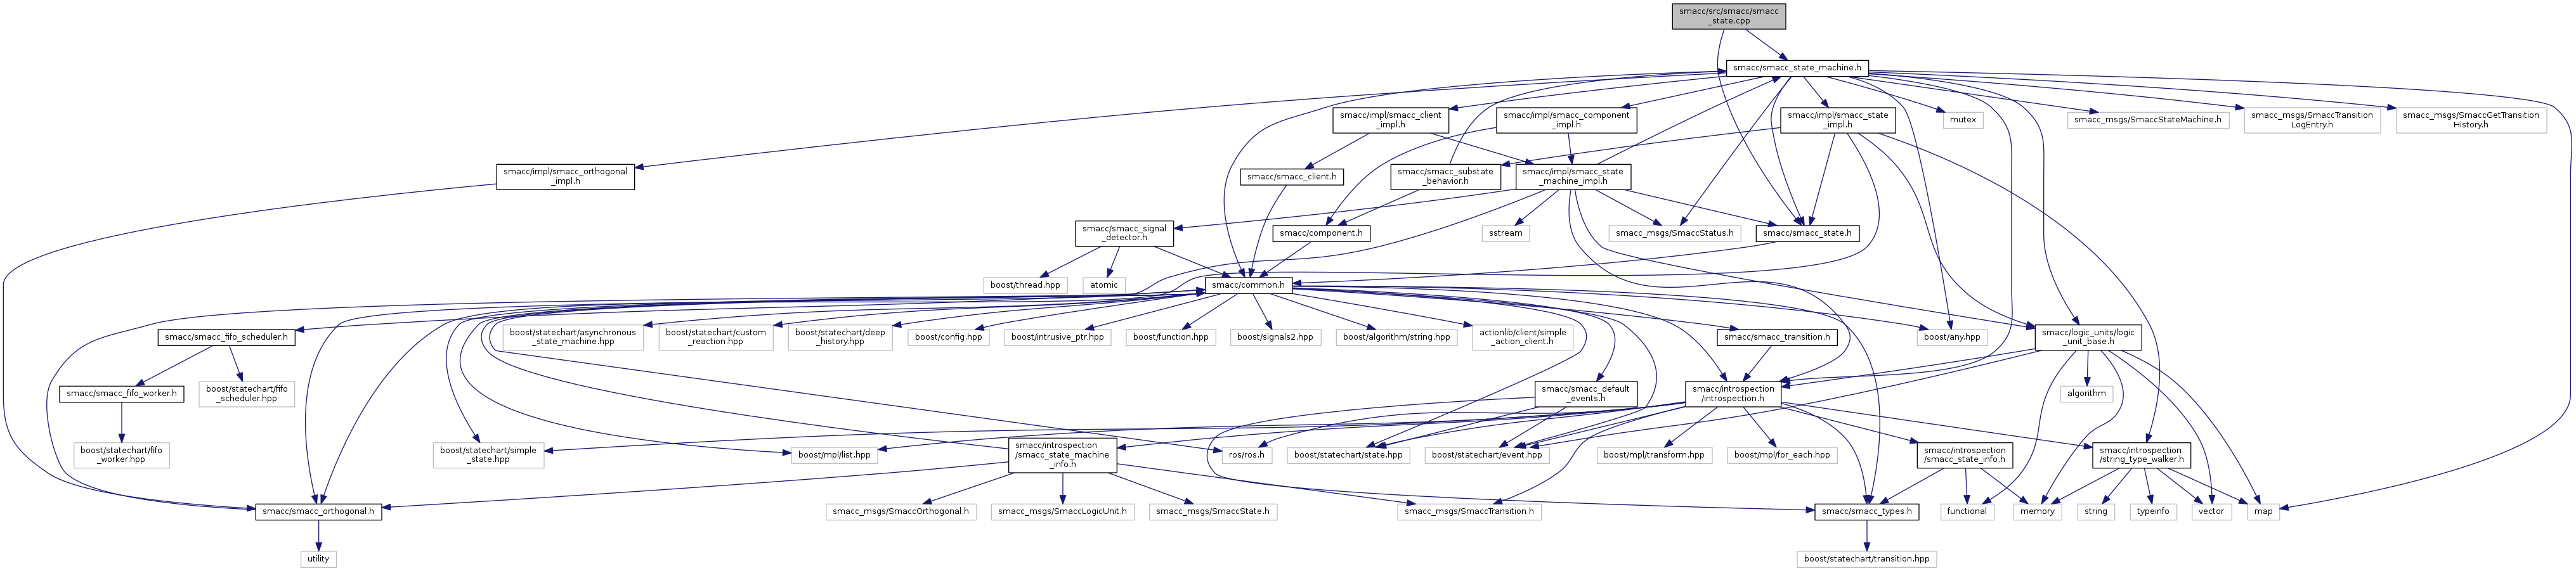 smacc/src/smacc/smacc
_state.cpp
smacc/smacc_state_machine.h
smacc/impl/smacc_client
_impl.h
smacc/impl/smacc_component
_impl.h
smacc/impl/smacc_state
_impl.h
mutex
smacc_msgs/SmaccStateMachine.h
smacc_msgs/SmaccTransition
LogEntry.h
smacc_msgs/SmaccGetTransition
History.h
smacc/impl/smacc_orthogonal
_impl.h
smacc/smacc_client.h
smacc/smacc_substate
_behavior.h
smacc/impl/smacc_state
_machine_impl.h
smacc/smacc_signal
_detector.h
smacc/component.h
sstream
smacc_msgs/SmaccStatus.h
smacc/smacc_state.h
boost/thread.hpp
atomic
smacc/common.h
smacc/smacc_fifo_scheduler.h
boost/statechart/asynchronous
_state_machine.hpp
boost/statechart/custom
_reaction.hpp
boost/statechart/deep
_history.hpp
boost/config.hpp
boost/intrusive_ptr.hpp
boost/function.hpp
boost/signals2.hpp
boost/algorithm/string.hpp
actionlib/client/simple
_action_client.h
smacc/smacc_transition.h
boost/any.hpp
smacc/logic_units/logic
_unit_base.h
smacc/smacc_fifo_worker.h
boost/statechart/fifo
_scheduler.hpp
smacc/smacc_default
_events.h
smacc/introspection
/introspection.h
algorithm
boost/statechart/fifo
_worker.hpp
boost/statechart/simple
_state.hpp
boost/mpl/list.hpp
smacc/introspection
/smacc_state_machine
_info.h
ros/ros.h
boost/statechart/state.hpp
boost/statechart/event.hpp
boost/mpl/transform.hpp
boost/mpl/for_each.hpp
smacc/introspection
/smacc_state_info.h
smacc/introspection
/string_type_walker.h
smacc/smacc_orthogonal.h
smacc_msgs/SmaccOrthogonal.h
smacc_msgs/SmaccLogicUnit.h
smacc_msgs/SmaccState.h
smacc_msgs/SmaccTransition.h
smacc/smacc_types.h
functional
memory
string
typeinfo
vector
map
utility
boost/statechart/transition.hpp